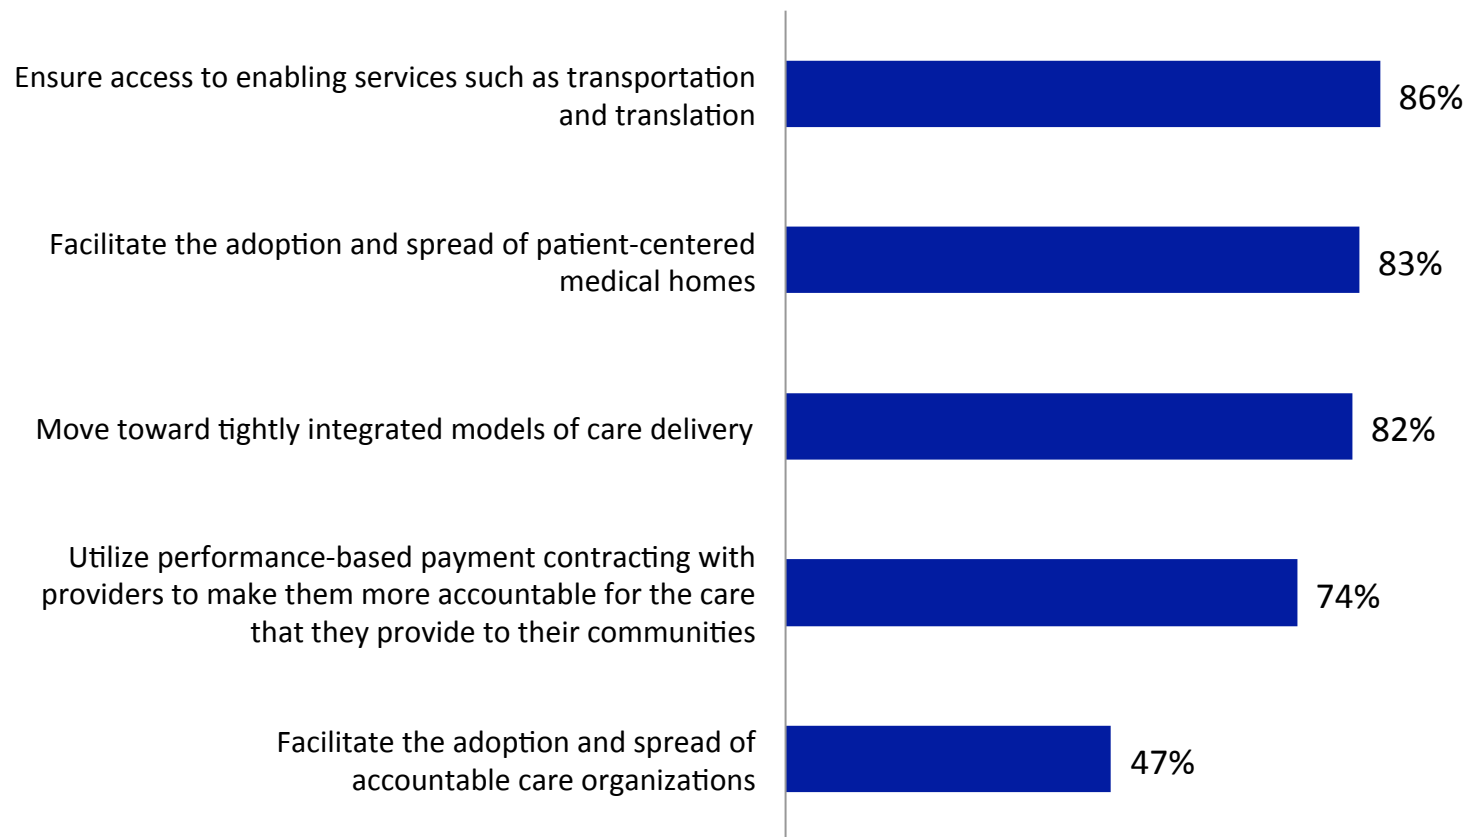 Ensure access to enabling services such as transportation
and translation
86%
Facilitate the adoption and spread of patient-centered
medical homes
83%
Move toward tightly integrated models of care delivery
82%
Utilize performance-based payment contracting with
providers to make them more accountable for the care
that they provide to their communities
74%
Facilitate the adoption and spread of
accountable care organizations
47%